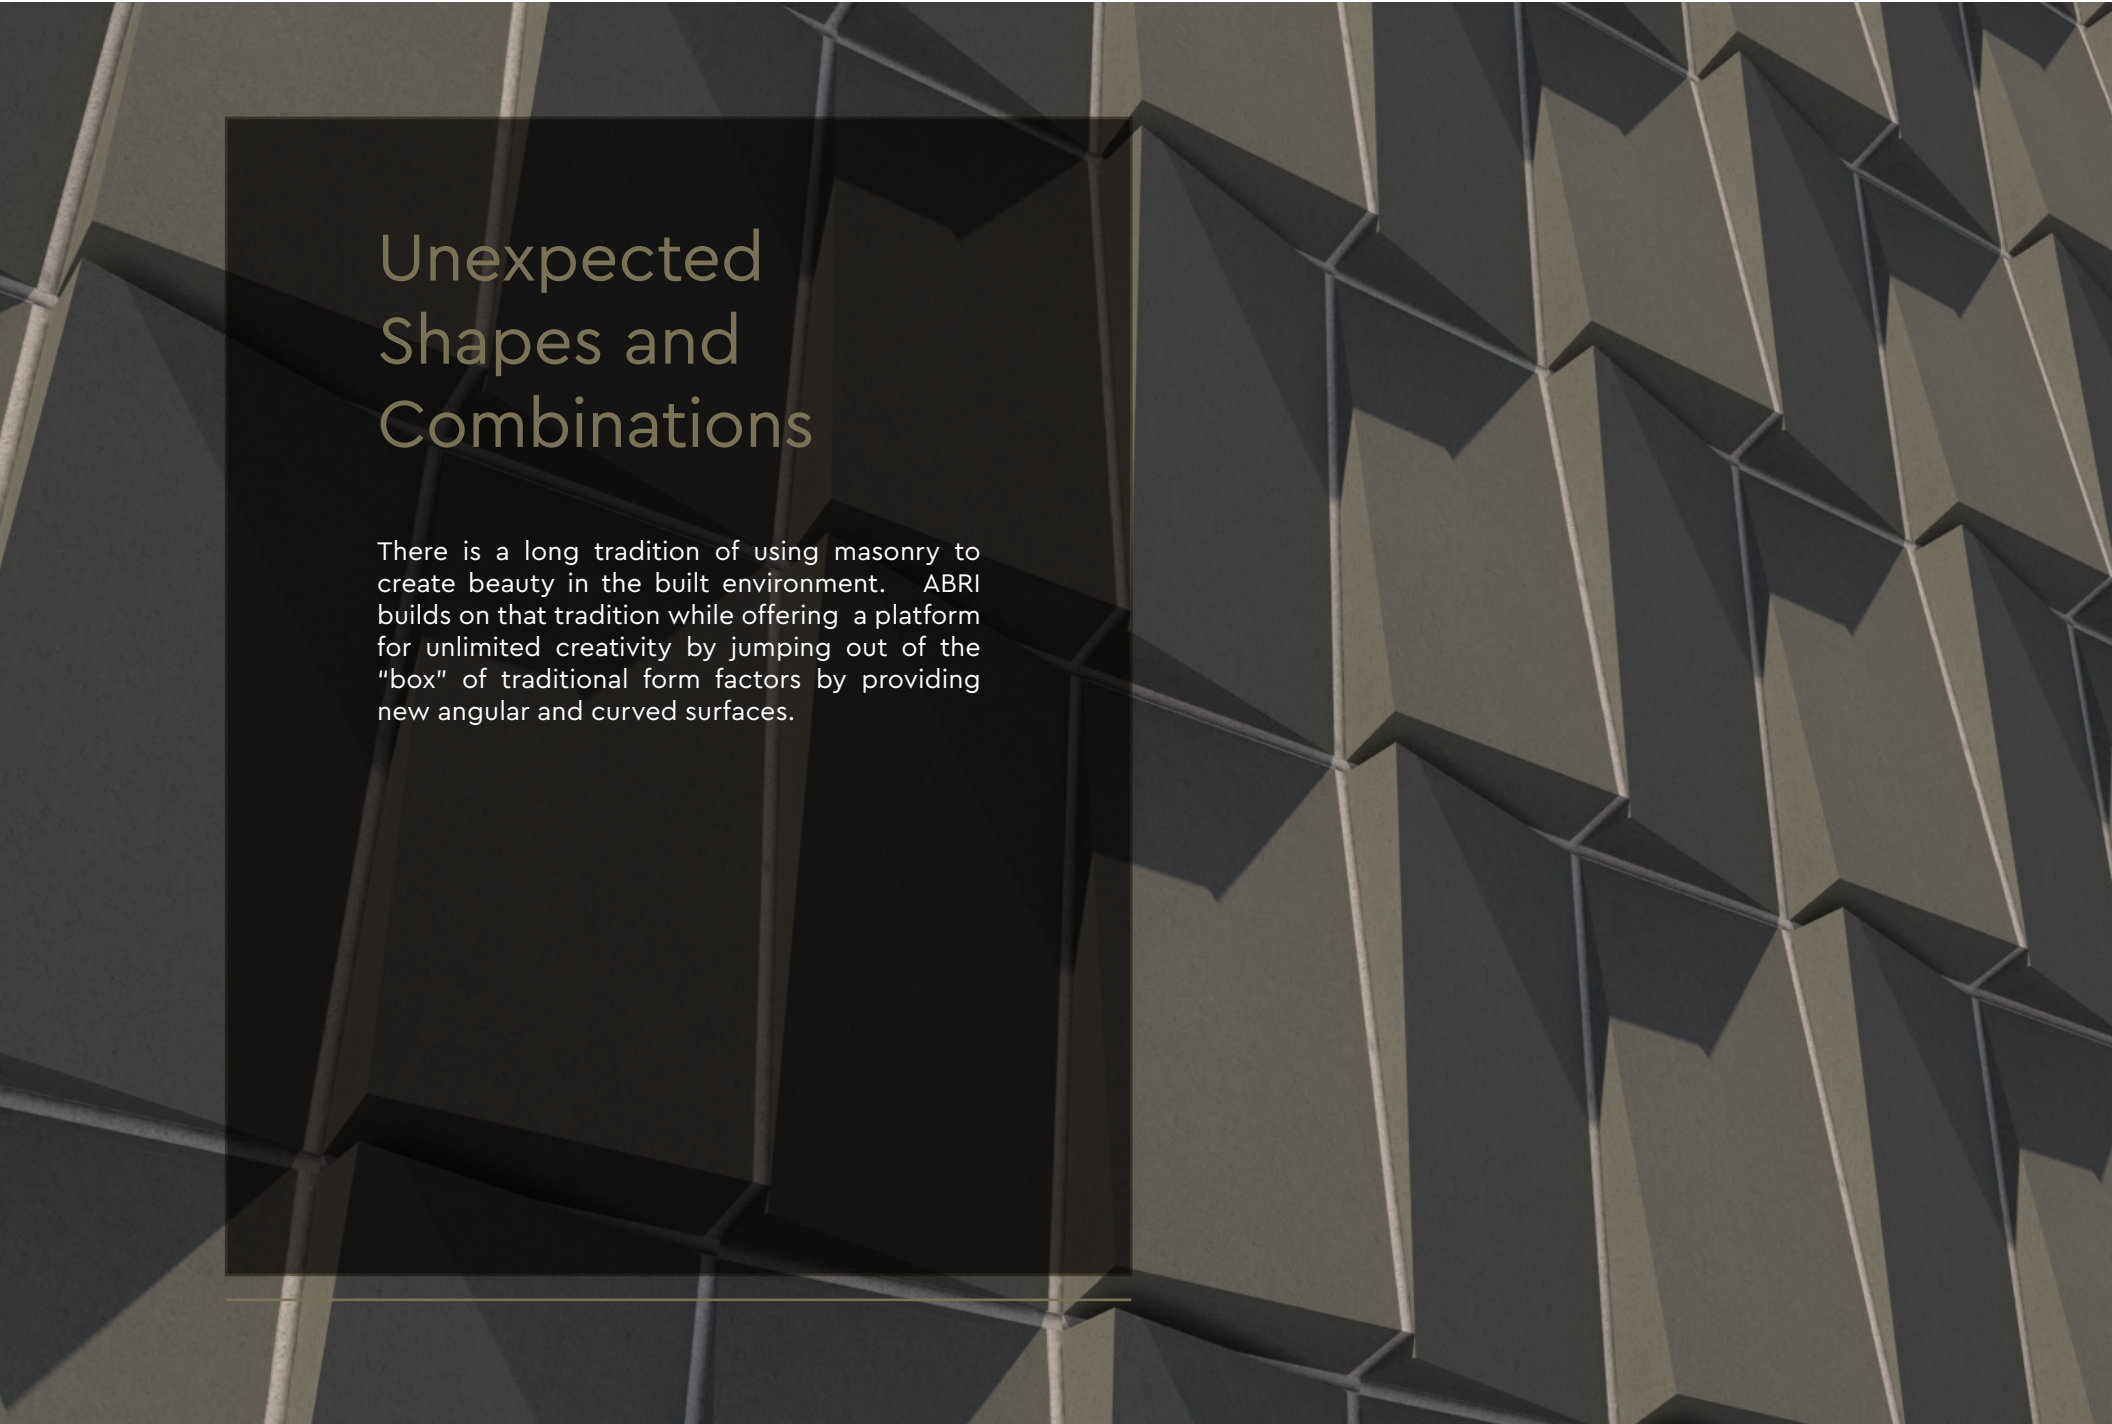 Unexpected
Shapes and
Combinations
There is a long tradition of using masonry to
create beauty in the built environment.   ABRI
builds on that tradition while offering  a platform
for unlimited creativity by jumping out of the
“box” of traditional form factors by providing
new angular and curved surfaces.